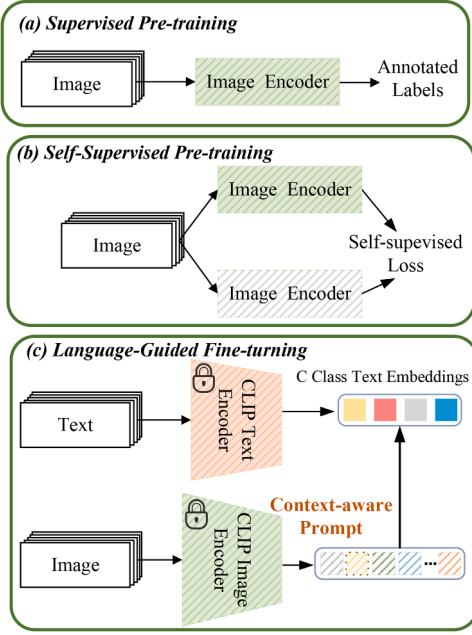 (a) Supervised Pre-training
Image
Image Encoder
Annotated
Labels
(b) Self-Supervised Pre-training
Image
Image Encoder
Image Encoder
Self-supevised
Loss
(c) Language-Guided Fine-turning
Text
CLIP Text
Encoder
C Class Text Embeddings
Image
CLIP Image
Encoder
Context-aware
Prompt
...